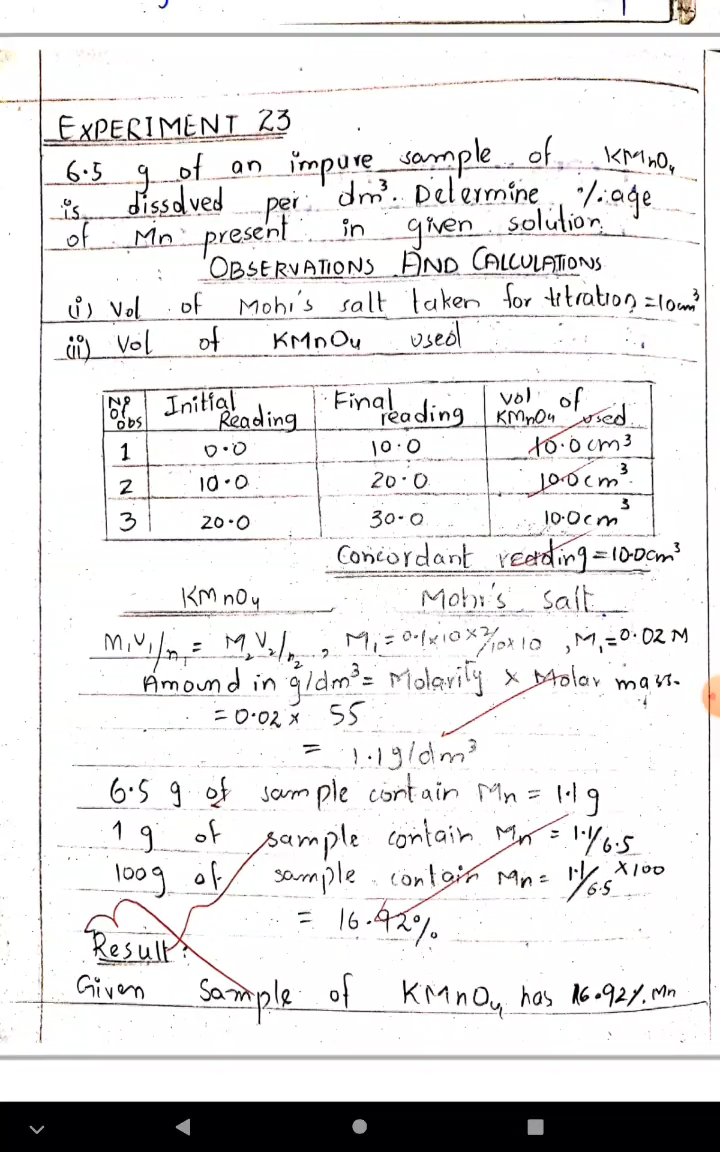 EXPERIMENT 23
6.5 g of an impure sample of KMnO₄
is dissolved per dm³. Determine %age
of Mn present in given solution.
OBSERVATIONS AND CALCULATIONS
(i) Vol of Mohr's salt taken for titration = 10cm³
(ii) Vol of KMnO₄ used
No of obs Initial Reading Final reading Vol of KMnO₄ used
1 0.0 10.0 10.0cm³
2 10.0 20.0 10.0cm³
3 20.0 30.0 10.0cm³
Concordant reading = 10.0cm³
KMnO₄ Mohr's salt
M₁V₁/n₁ = M₂V₂/n₂, M₁ = 0.1x10x2/10x10, M₁ = 0.02 M
Amound in g/dm³ = Molarity x Molar mass.
= 0.02 x 55
= 1.1g/dm³
6.5 g of sample contain Mn = 1.1 g
1 g of sample contain Mn = 1.1/6.5
100g of sample contain Mn = 1.1/6.5 x100
= 16.92%
Result:
Given sample of KMnO₄ has 16.92%. Mn